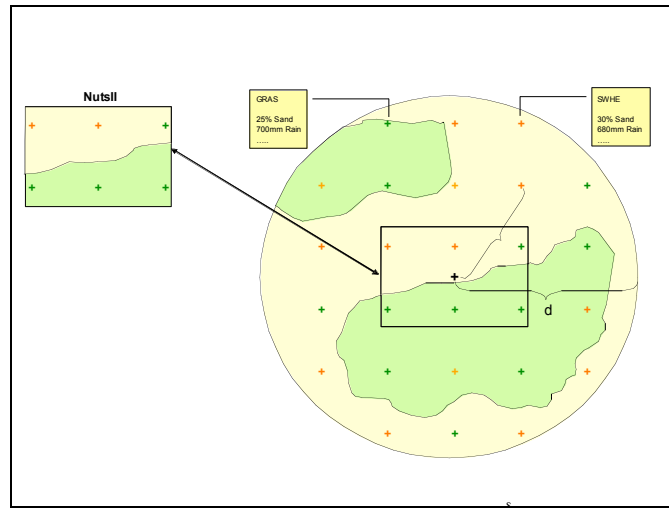 NutsII
GRAS
25% Sand
700mm Rain
.....
SWHE
30% Sand
680mm Rain
.....
d